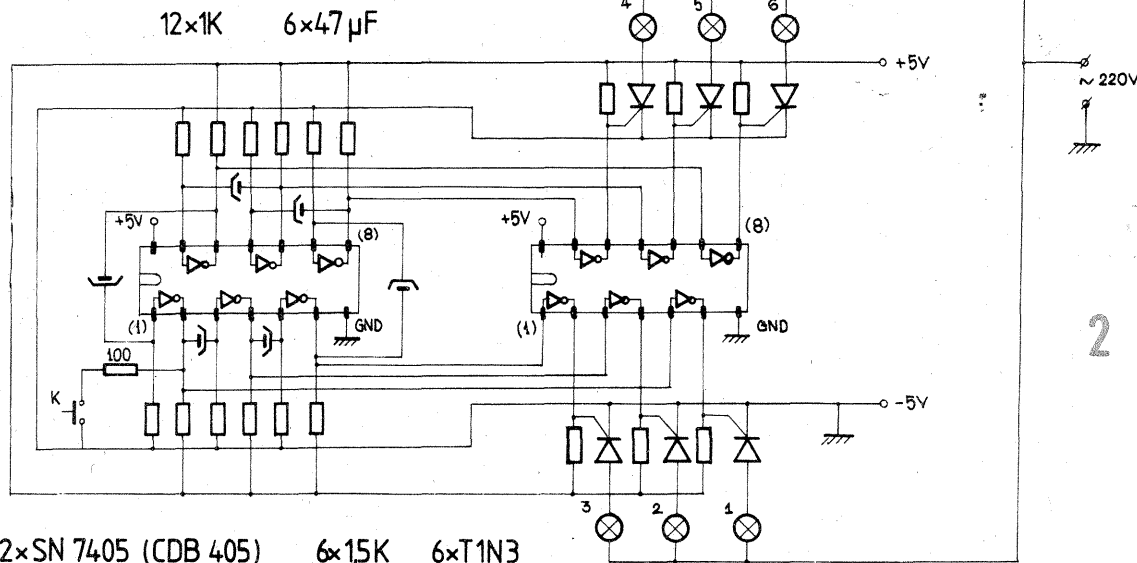 4 5 6
12×1K 6×47 µF
+5V
~ 220V
+5V (8) +5V (8)
(1) GND (1) GND
2
100
K
-5V
3 2 1
2×SN 7405 (CDB 405) 6×1,5K 6×T1N3